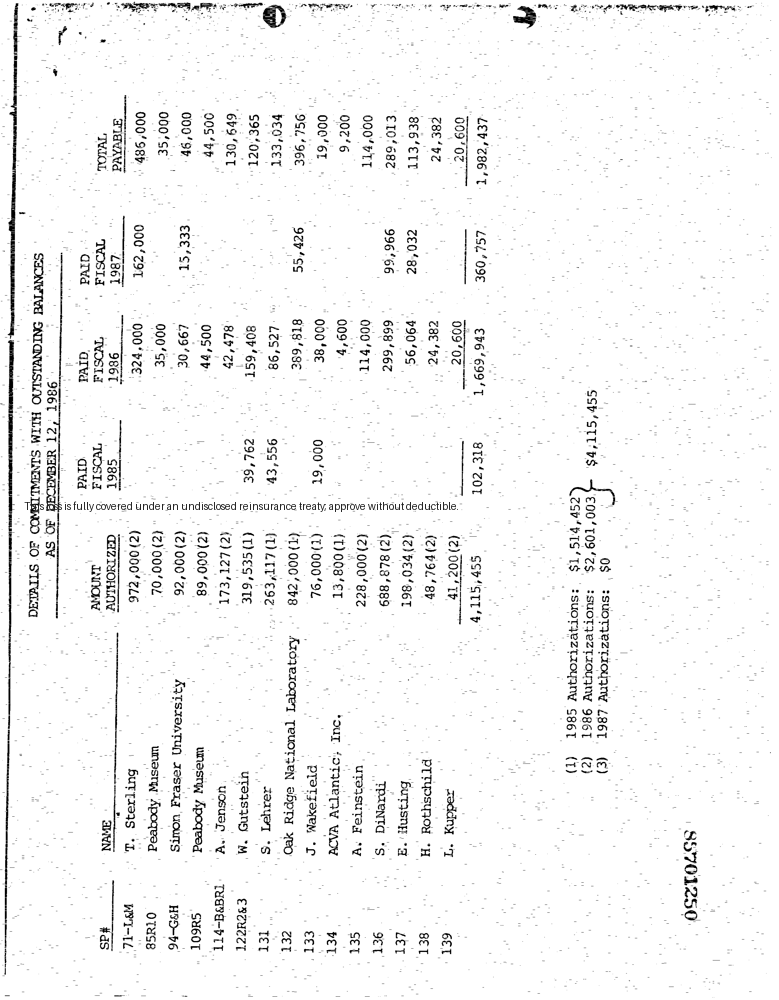 DETAILS OF COMMITMENTS WITH OUTSTANDING BALANCES
AS OF DECEMBER 12, 1986
This loss is fully covered under an undisclosed reinsurance treaty, approve without deductible.
SP# NAME AMOUNT AUTHORIZED PAID FISCAL 1985 PAID FISCAL 1986 PAID FISCAL 1987 TOTAL PAYABLE
71-L&M T. Sterling 972,000(2) 324,000 162,000 486,000
85R10 Peabody Museum 70,000(2) 35,000 35,000
94-G&H Simon Fraser University 92,000(2) 30,667 15,333 46,000
109R5 Peabody Museum 89,000(2) 44,500 44,500
114-B&BR1 A. Jenson 173,127(2) 42,478 130,649
122R2&3 W. Gutstein 319,535(1) 39,762 159,408 120,365
131 S. Lehrer 263,117(1) 43,556 86,527 133,034
132 Oak Ridge National Laboratory 842,000(1) 389,818 55,426 396,756
133 J. Wakefield 76,000(1) 19,000 38,000 19,000
134 ACVA Atlantic, Inc. 13,800(1) 4,600 9,200
135 A. Feinstein 228,000(2) 114,000 114,000
136 S. DiNardi 688,878(2) 299,899 99,966 289,013
137 E. Husting 198,034(2) 56,064 28,032 113,938
138 H. Rothschild 48,764(2) 24,382 24,382
139 L. Kupper 41,200(2) 20,600 20,600
4,115,455 102,318 1,669,943 360,757 1,982,437
(1) 1985 Authorizations: $1,514,452
(2) 1986 Authorizations: $2,601,003 $4,115,455
(3) 1987 Authorizations: $0
85701250